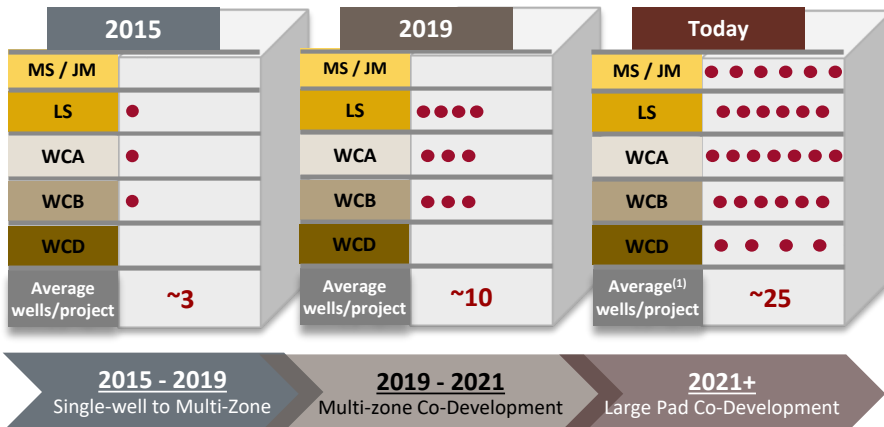 2015
MS / JM
LS
WCA
WCB
WCD
Average
wells/project
~3
2019
MS / JM
LS
WCA
WCB
WCD
Average
wells/project
~10
Today
MS / JM
LS
WCA
WCB
WCD
Average(1)
wells/project
~25
2015 - 2019
Single-well to Multi-Zone
2019 - 2021
Multi-zone Co-Development
2021+
Large Pad Co-Development